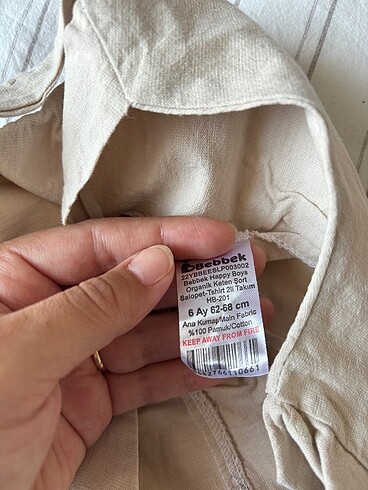 Bebbek
22YBBEEBSLP003002
Bebbek Happy Boys
Organik Keten Şort
Salopet-Tshirt 2li Takım
HB-201
6 Ay 62-68 cm
Ana Kumaş/Main Fabric
%100 Pamuk/Cotton
KEEP AWAY FROM FIRE